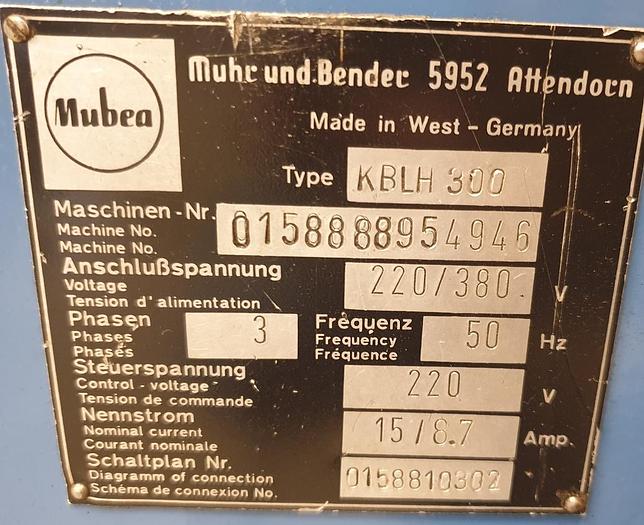 Mubea
Muhr und Bender 5952 Attendorn
Made in West - Germany
Type KBLH 300
Maschinen - Nr. 0158888954946
Machine No.
Machine No.
Anschlußspannung 220/380 V
Voltage
Tension d'alimentation
Phasen 3
Phases
Phasés
Frequenz 50 Hz
Frequency
Fréquence
Steuerspannung 220 V
Control - voltage
Tension de commande
Nennstrom 15/8.7 Amp.
Nominal current
Courant nominale
Schaltplan Nr. 0158810302
Diagramm of connection
Schéma de connexion No.